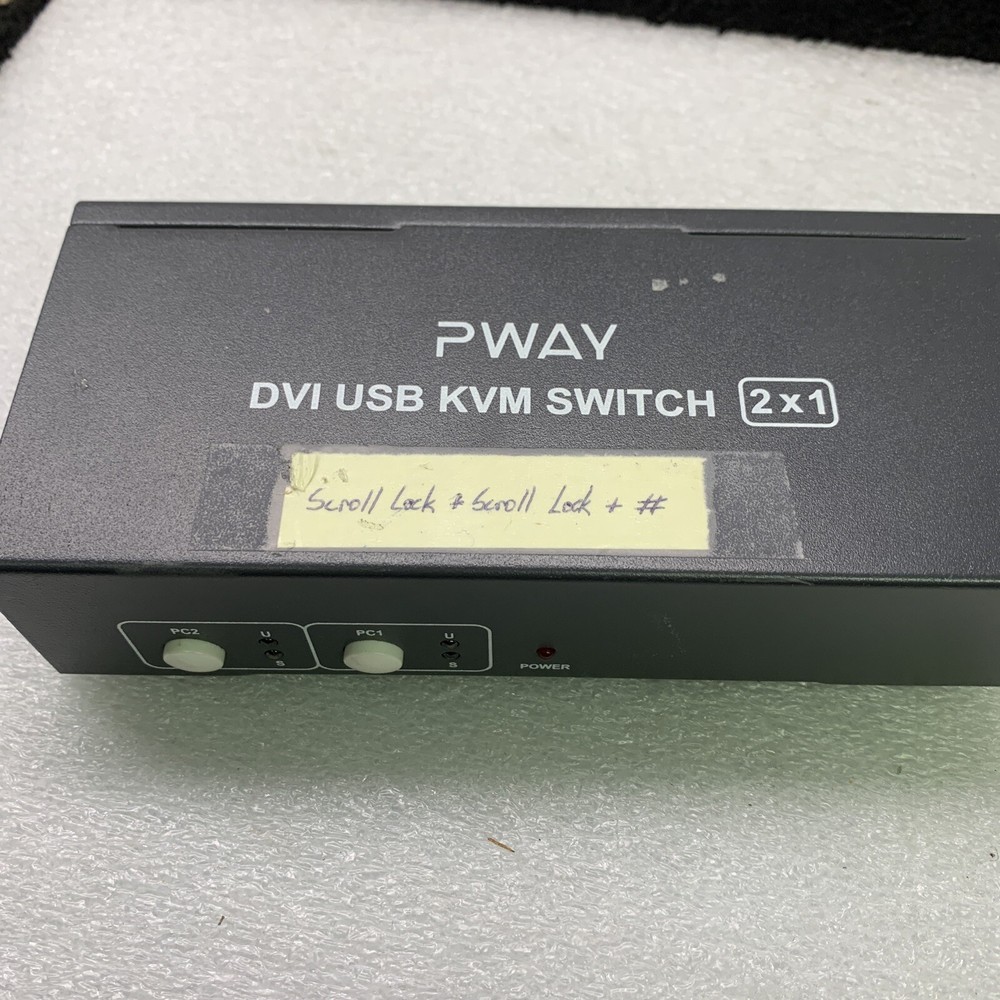 PWAY
DVI USB KVM SWITCH 2x1
Scroll Lock + Scroll Lock + #
PC2 U S PC1 U S POWER